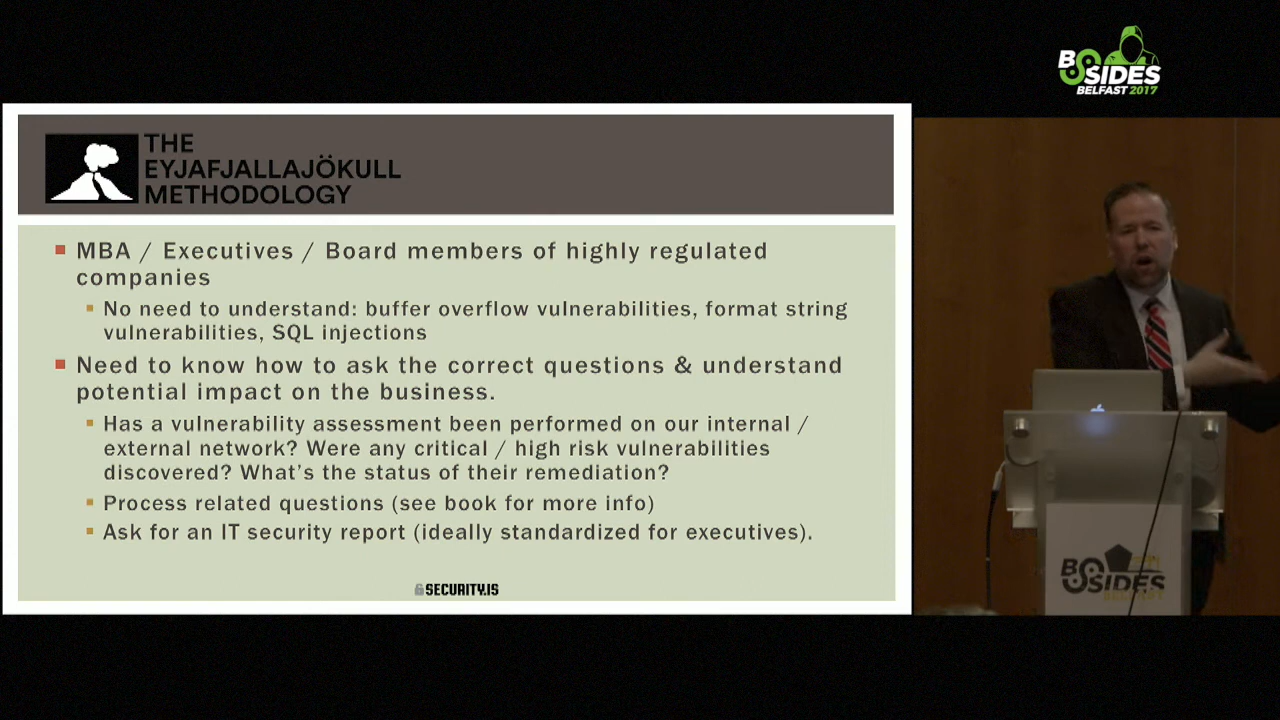 BSIDES
BELFAST 2017
THE
EYJAFJALLAJÖKULL
METHODOLOGY
MBA / Executives / Board members of highly regulated
companies
No need to understand: buffer overflow vulnerabilities, format string
vulnerabilities, SQL injections
Need to know how to ask the correct questions & understand
potential impact on the business.
Has a vulnerability assessment been performed on our internal /
external network? Were any critical / high risk vulnerabilities
discovered? What's the status of their remediation?
Process related questions (see book for more info)
Ask for an IT security report (ideally standardized for executives).
SECURITY.IS
BSIDES
BELFAST